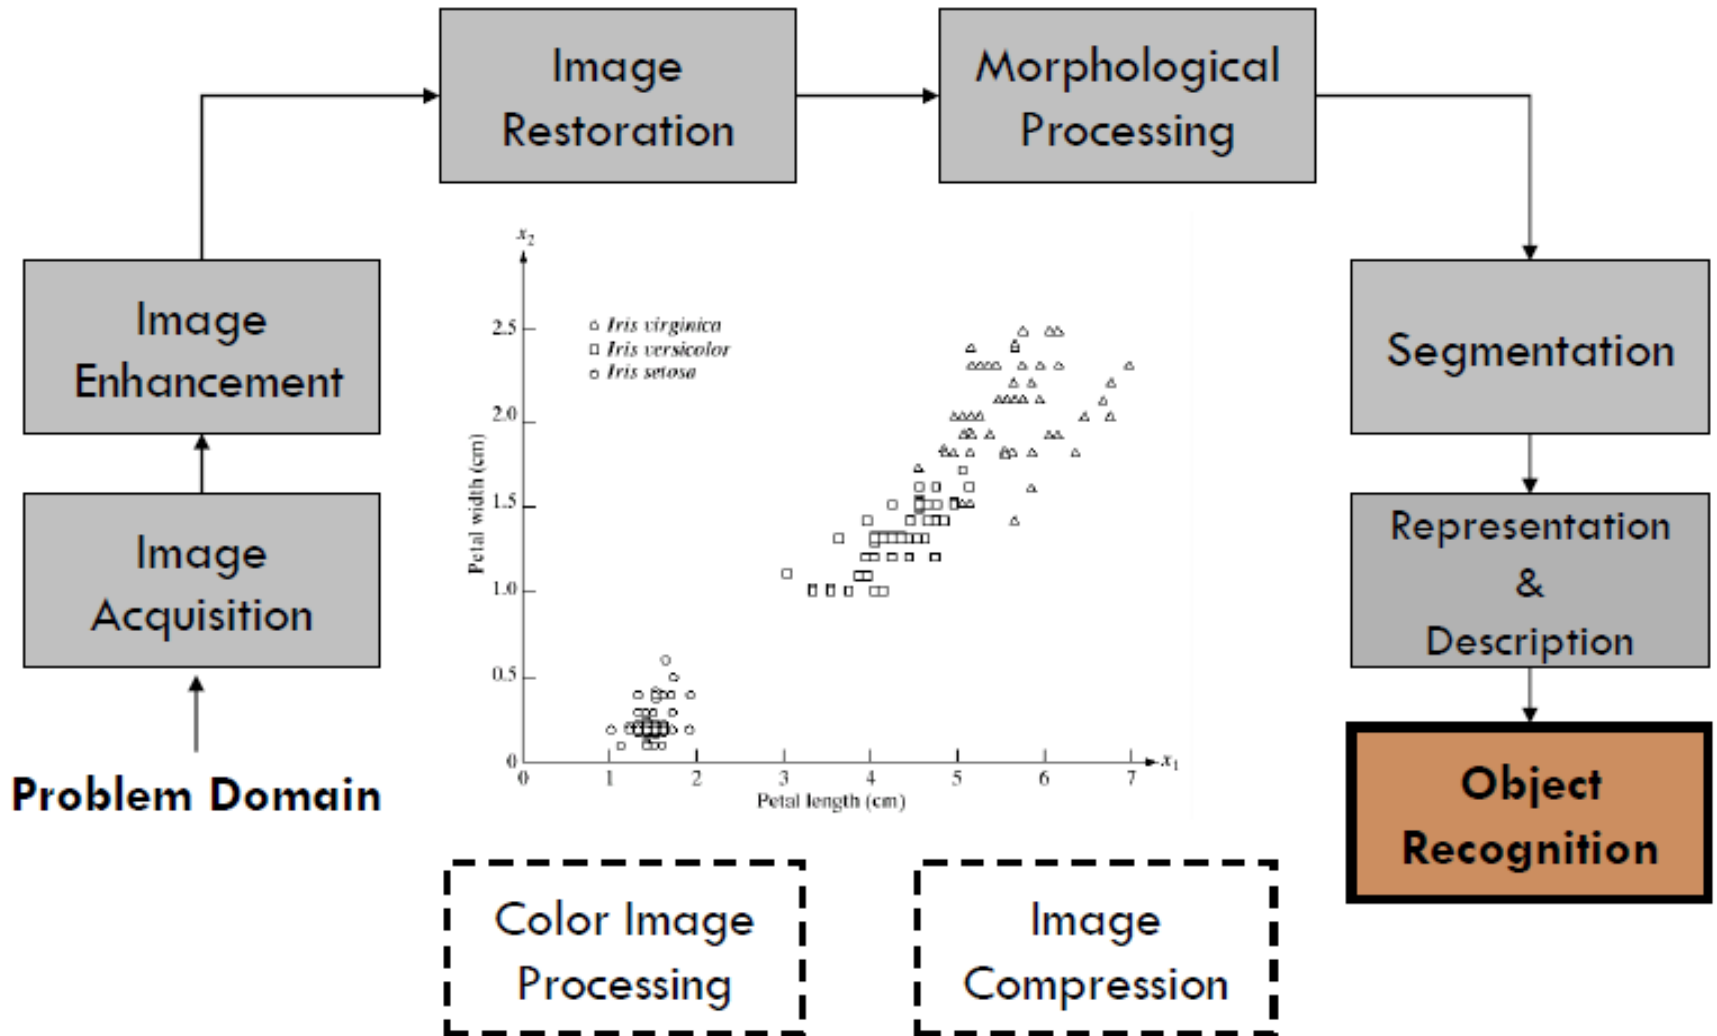 Image
Restoration
Morphological
Processing
Image
Enhancement
Segmentation
Image
Acquisition
Representation
&
Description
Problem Domain
Object
Recognition
x2
2.5
2.0
1.5
1.0
0.5
0
Petal width (cm)
Iris virginica
Iris versicolor
Iris setosa
0 1 2 3 4 5 6 7
x1
Petal length (cm)
Color Image
Processing
Image
Compression